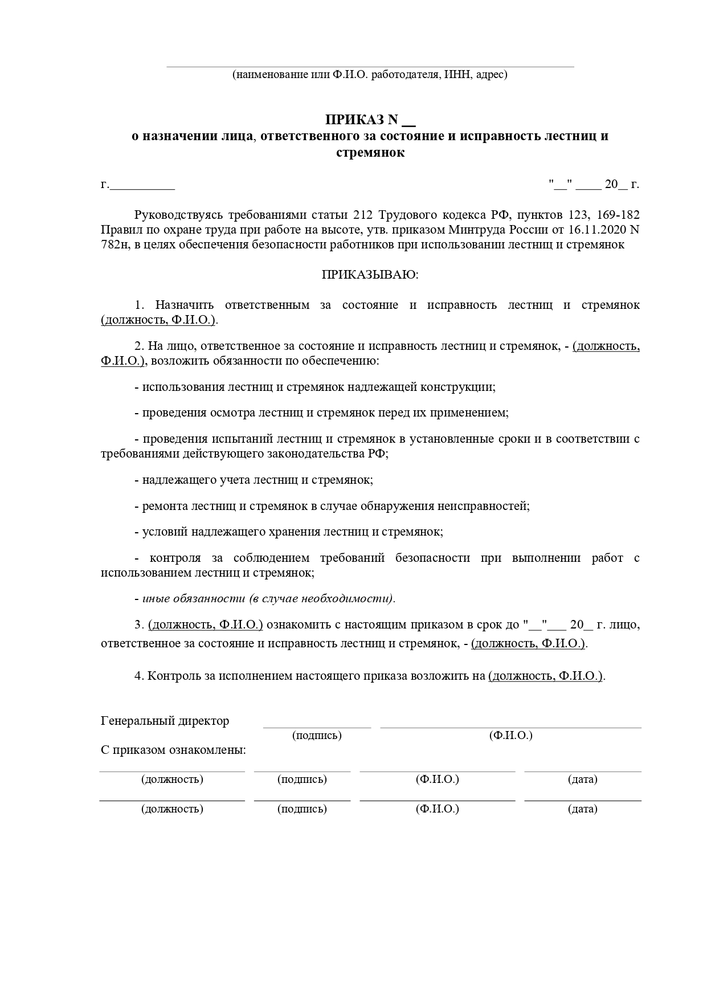 (наименование или Ф.И.О. работодателя, ИНН, адрес)
ПРИКАЗ N __
о назначении лица, ответственного за состояние и исправность лестниц и
стремянок
г.__________ "__" ____ 20__ г.
Руководствуясь требованиями статьи 212 Трудового кодекса РФ, пунктов 123, 169-182
Правил по охране труда при работе на высоте, утв. приказом Минтруда России от 16.11.2020 N
782н, в целях обеспечения безопасности работников при использовании лестниц и стремянок
ПРИКАЗЫВАЮ:
1. Назначить ответственным за состояние и исправность лестниц и стремянок
(должность, Ф.И.О.).
2. На лицо, ответственное за состояние и исправность лестниц и стремянок, - (должность,
Ф.И.О.), возложить обязанности по обеспечению:
- использования лестниц и стремянок надлежащей конструкции;
- проведения осмотра лестниц и стремянок перед их применением;
- проведения испытаний лестниц и стремянок в установленные сроки и в соответствии с
требованиями действующего законодательства РФ;
- надлежащего учета лестниц и стремянок;
- ремонта лестниц и стремянок в случае обнаружения неисправностей;
- условий надлежащего хранения лестниц и стремянок;
- контроля за соблюдением требований безопасности при выполнении работ с
использованием лестниц и стремянок;
- иные обязанности (в случае необходимости).
3. (должность, Ф.И.О.) ознакомить с настоящим приказом в срок до "__"___ 20__ г. лицо,
ответственное за состояние и исправность лестниц и стремянок, - (должность, Ф.И.О.).
4. Контроль за исполнением настоящего приказа возложить на (должность, Ф.И.О.).
Генеральный директор
(подпись) (Ф.И.О.)
С приказом ознакомлены:
(должность) (подпись) (Ф.И.О.) (дата)
(должность) (подпись) (Ф.И.О.) (дата)